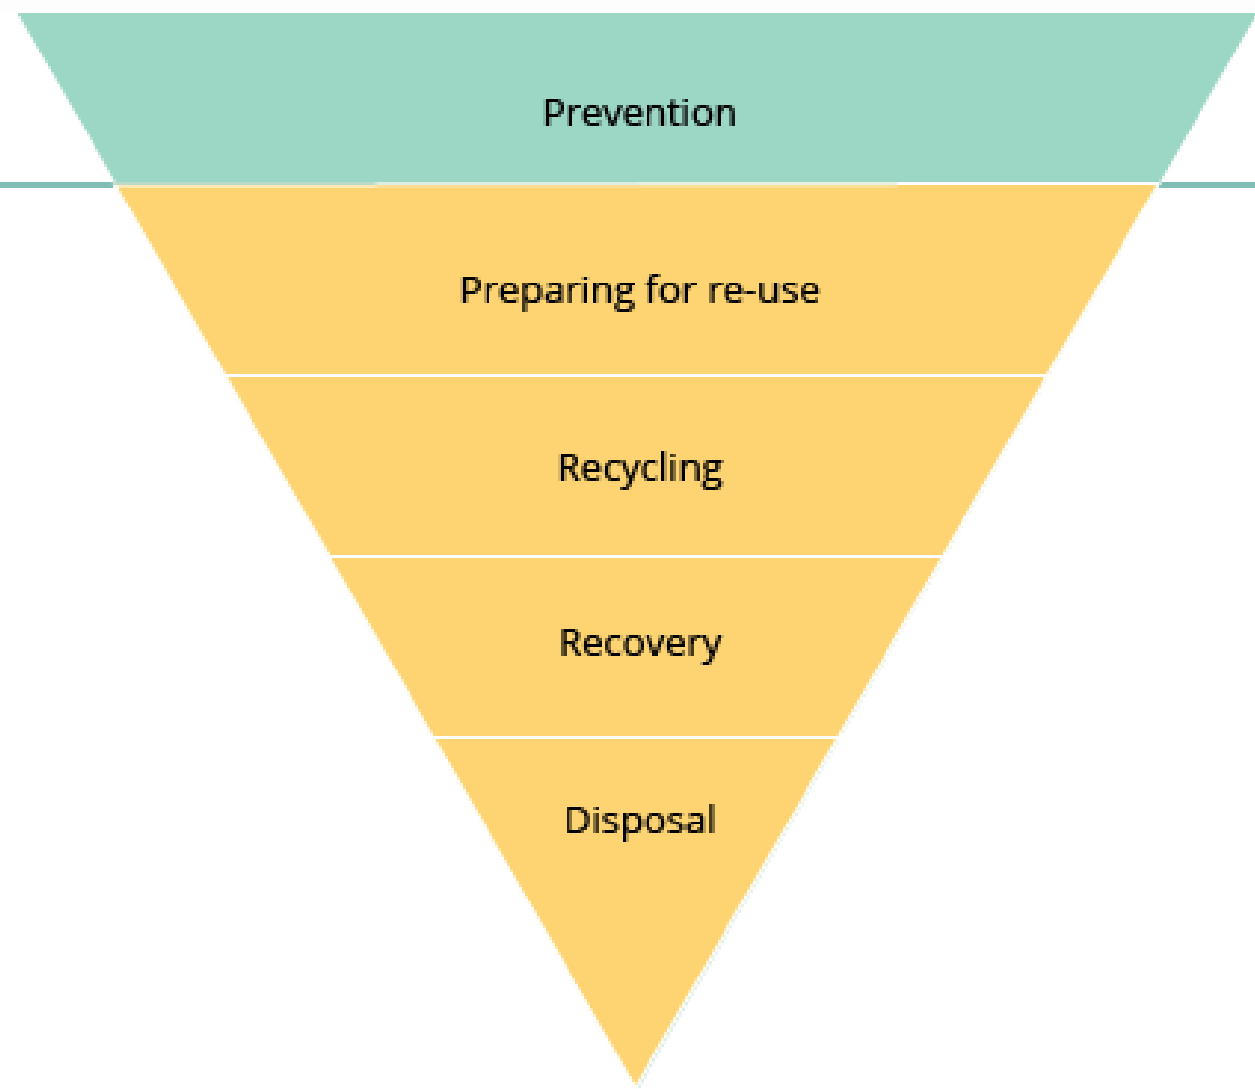 Prevention
Preparing for re-use
Recycling
Recovery
Disposal